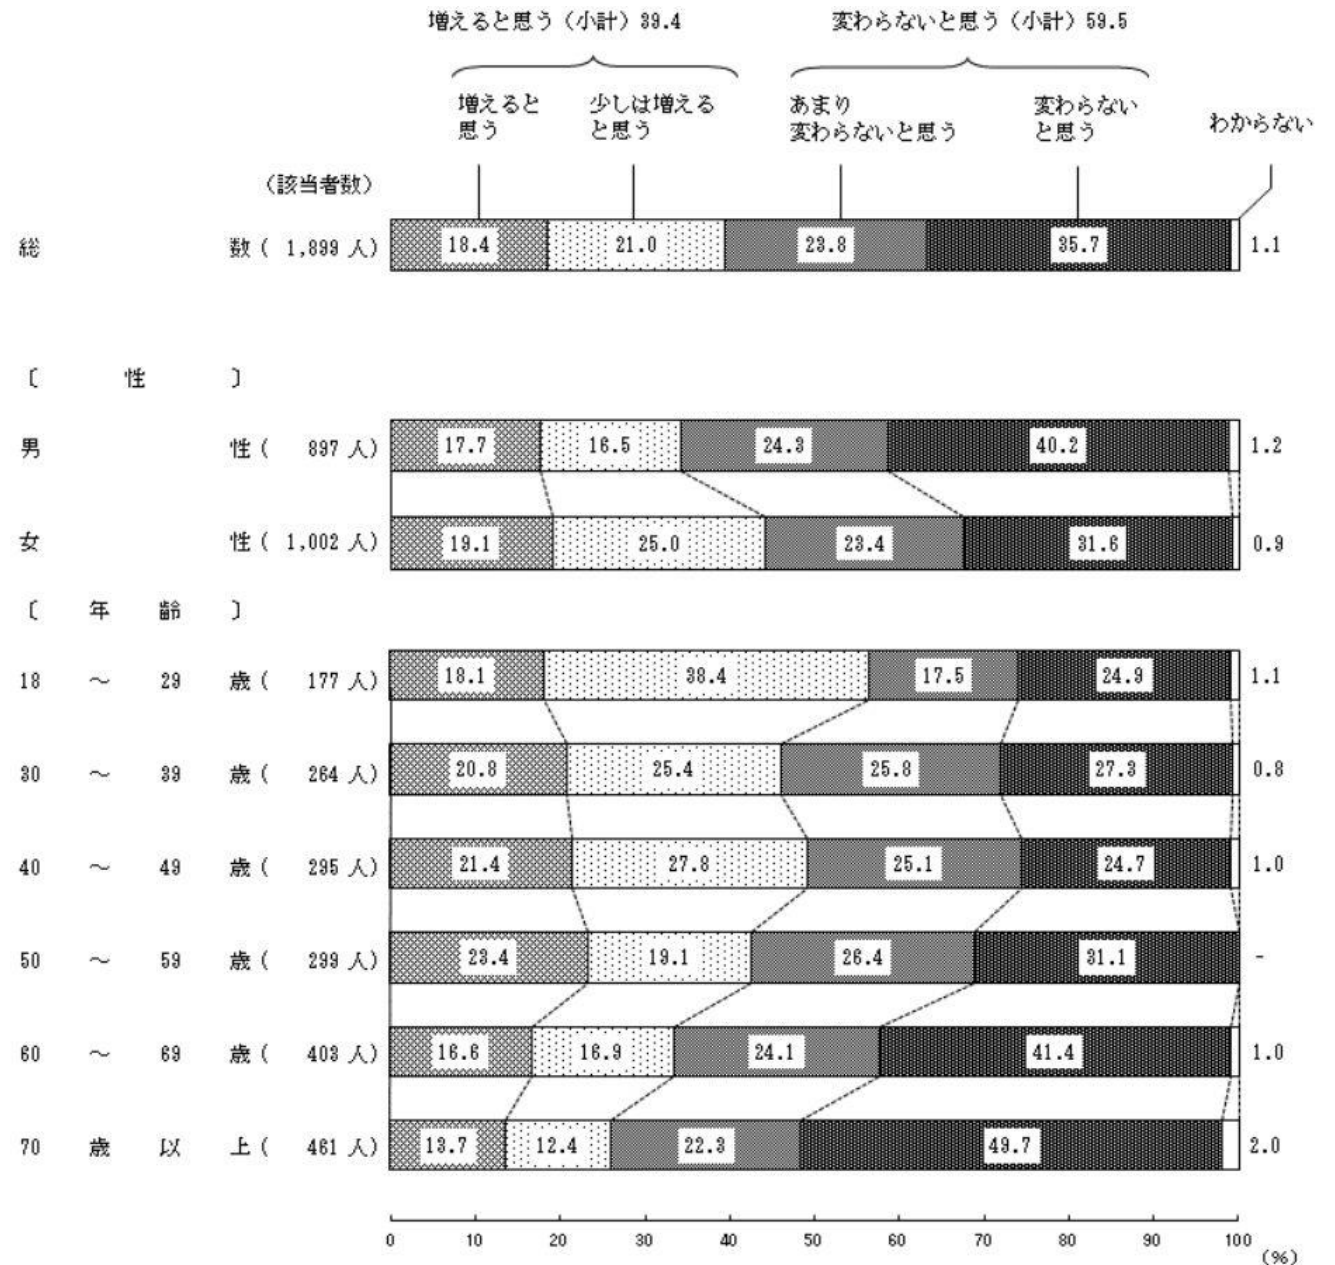 増えると思う（小計）39.4　変わらないと思う（小計）59.5
増えると
思う
少しは増える
と思う
あまり
変わらないと思う
変わらない
と思う
わからない
（該当者数）
総　数（ 1,899 人） 18.4 21.0 23.8 35.7 1.1
〔　性　〕
男　性（ 897 人） 17.7 16.5 24.3 40.2 1.2
女　性（ 1,002 人） 19.1 25.0 23.4 31.6 0.9
〔　年　齢　〕
18 ～ 29 歳（ 177 人） 18.1 38.4 17.5 24.9 1.1
30 ～ 39 歳（ 264 人） 20.8 25.4 25.8 27.3 0.8
40 ～ 49 歳（ 295 人） 21.4 27.8 25.1 24.7 1.0
50 ～ 59 歳（ 299 人） 23.4 19.1 26.4 31.1 -
60 ～ 69 歳（ 403 人） 16.6 16.9 24.1 41.4 1.0
70 歳 以 上（ 461 人） 13.7 12.4 22.3 49.7 2.0
0 10 20 30 40 50 60 70 80 90 100
(%)